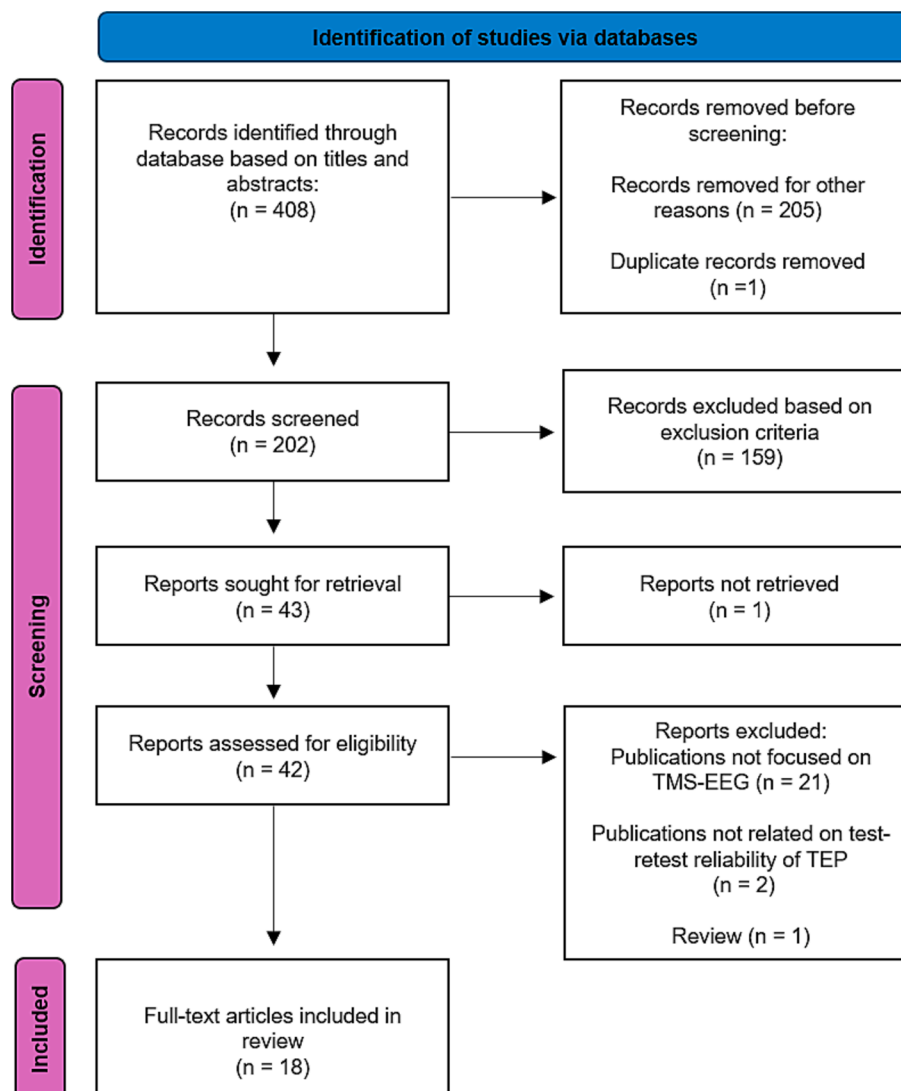 Identification of studies via databases
Identification
Records identified through
database based on titles and
abstracts:
(n = 408)
Records removed before
screening:
Records removed for other
reasons (n = 205)
Duplicate records removed
(n =1)
Screening
Records screened
(n = 202)
Records excluded based on
exclusion criteria
(n = 159)
Reports sought for retrieval
(n = 43)
Reports not retrieved
(n = 1)
Reports assessed for eligibility
(n = 42)
Reports excluded:
Publications not focused on
TMS-EEG (n = 21)
Publications not related on test-
retest reliability of TEP
(n = 2)
Review (n = 1)
Included
Full-text articles included in
review
(n = 18)